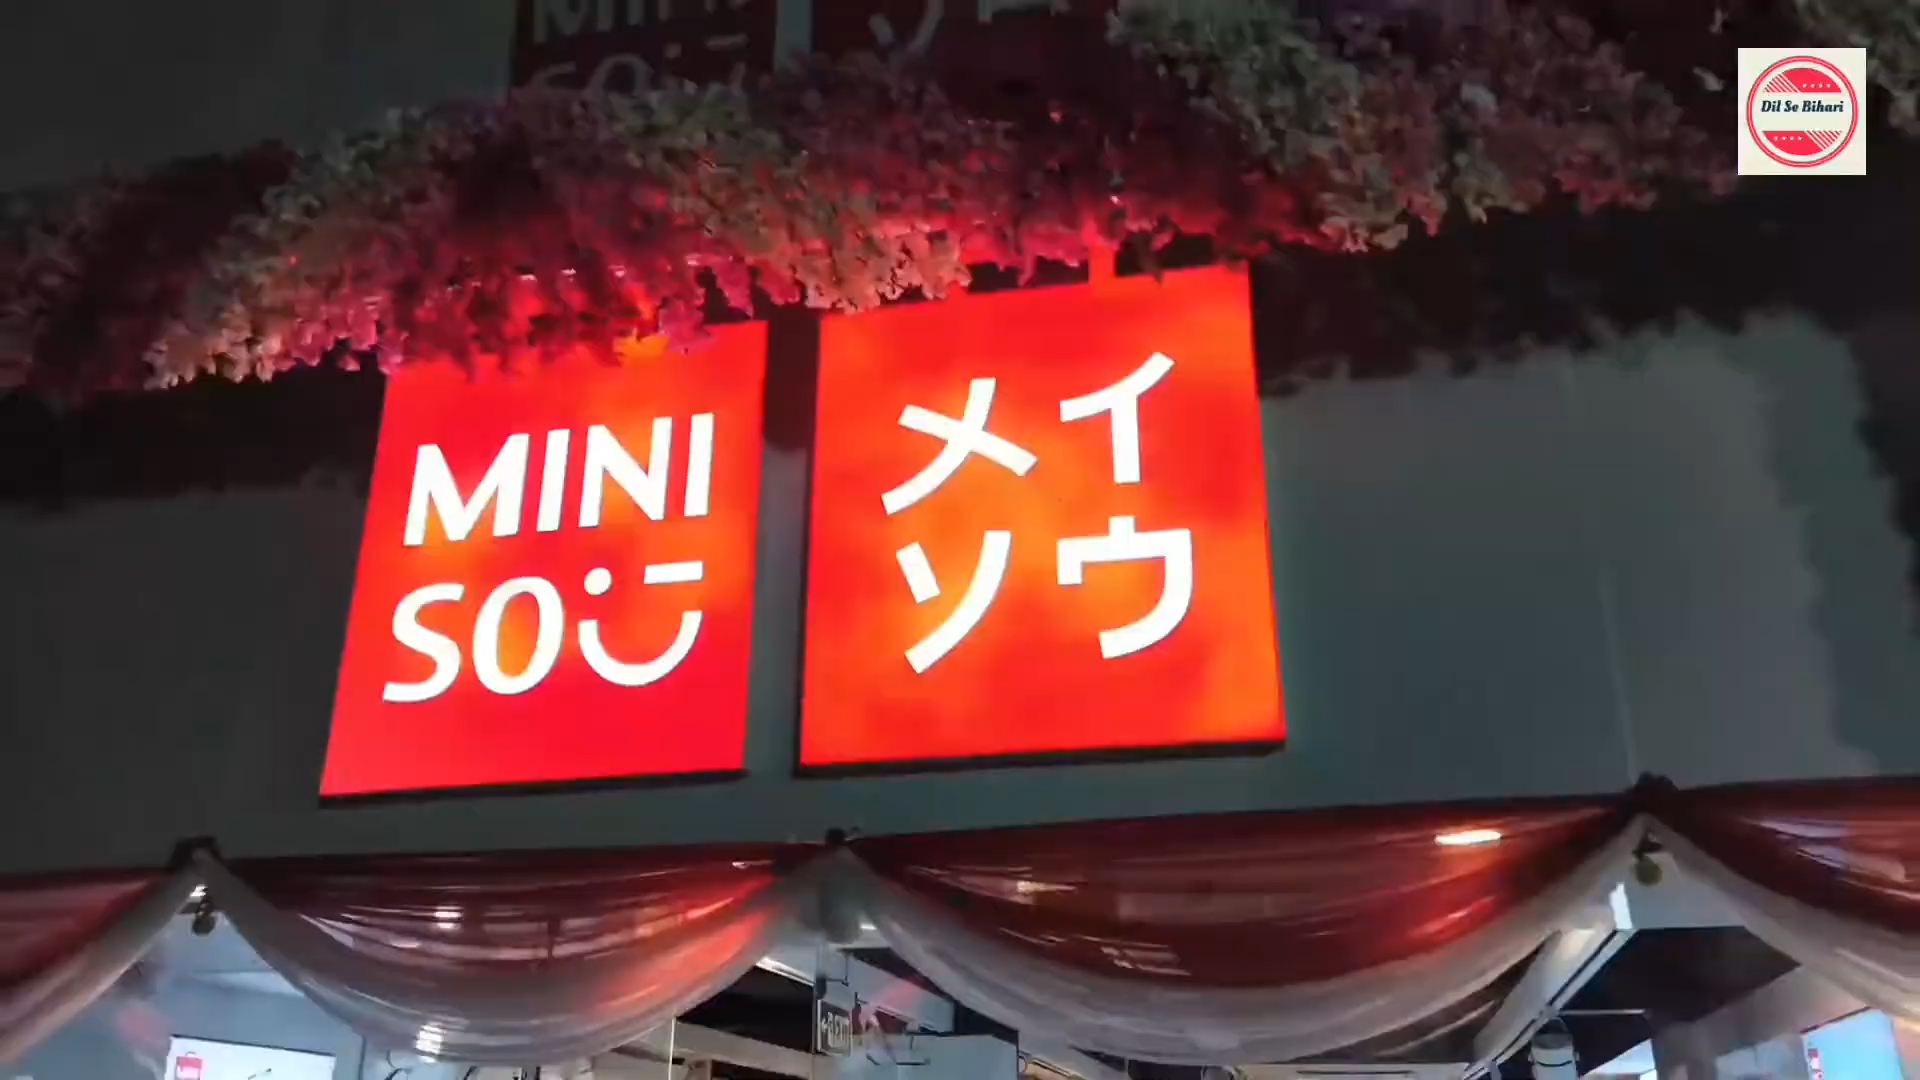 MINI
SO
メイ
ソウ
Dil Se Bihari